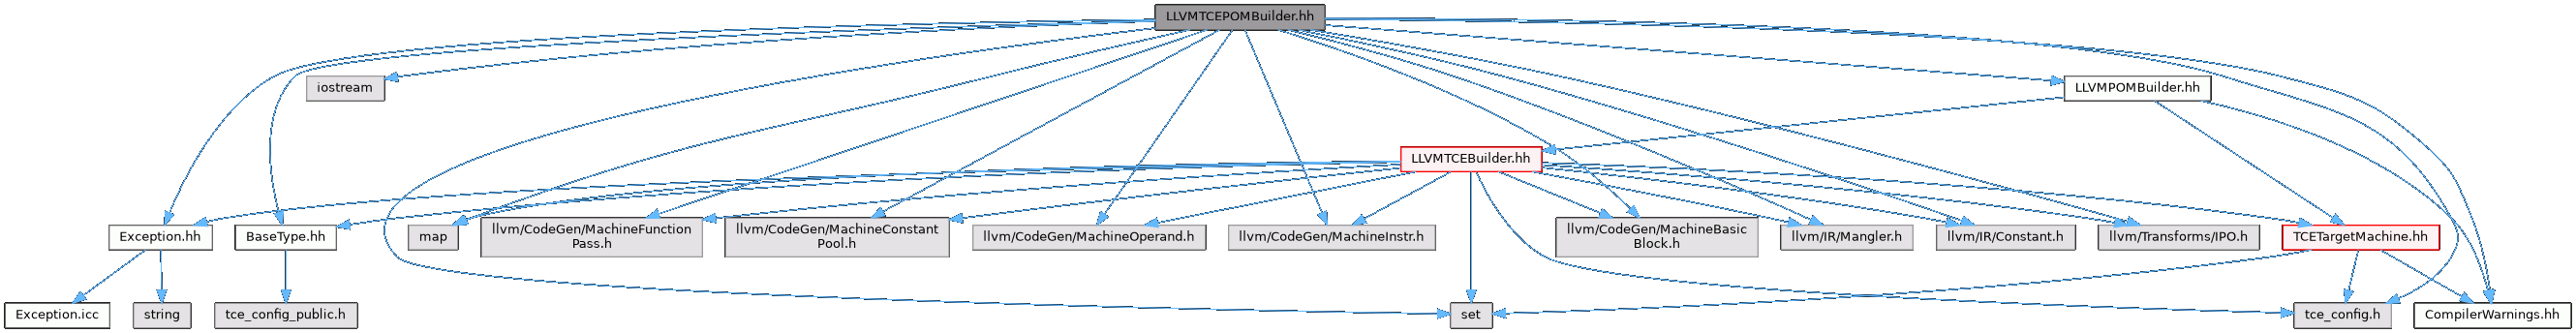 LLVMTCEPOMBuilder.hh
iostream
LLVMPOMBuilder.hh
LLVMTCEBuilder.hh
Exception.hh
BaseType.hh
map
llvm/CodeGen/MachineFunction
Pass.h
llvm/CodeGen/MachineConstant
Pool.h
llvm/CodeGen/MachineOperand.h
llvm/CodeGen/MachineInstr.h
llvm/CodeGen/MachineBasic
Block.h
llvm/IR/Mangler.h
llvm/IR/Constant.h
llvm/Transforms/IPO.h
TCETargetMachine.hh
Exception.icc
string
tce_config_public.h
set
tce_config.h
CompilerWarnings.hh